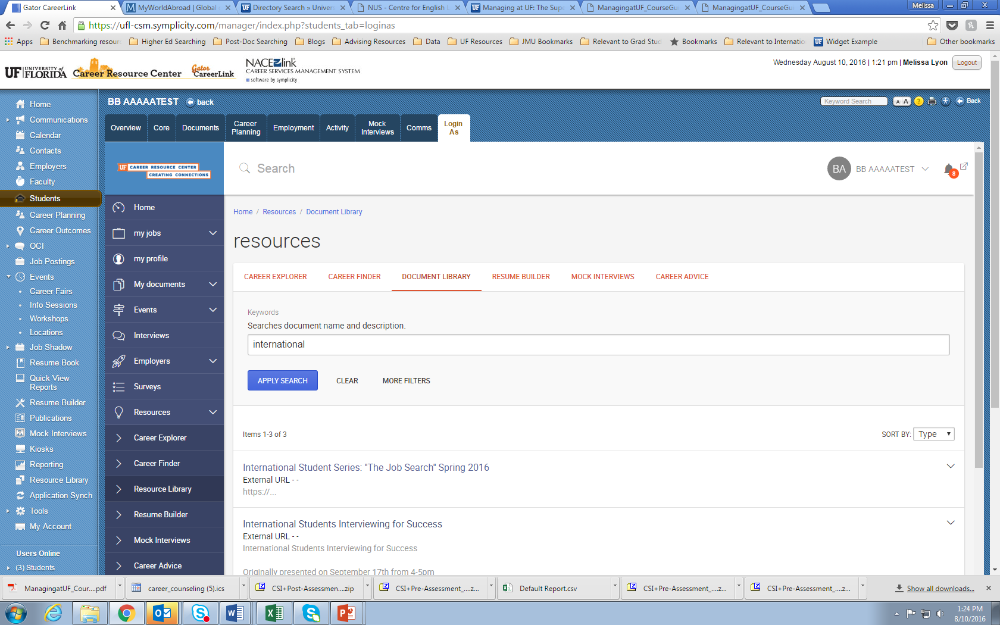 Gator CareerLink
MyWorldAbroad | Global
Directory Search » Univers
NUS - Centre for English L
Managing at UF: The Supe
ManagingatUF_CourseGui
ManagingatUF_CourseGui
Melissa
https://ufl-csm.symplicity.com/manager/index.php?students_tab=loginas
Apps
Benchmarking resour
Higher Ed Searching
Post-Doc Searching
Blogs
Advising Resources
Data
UF Resources
JMU Bookmarks
Relevant to Grad Stud
Bookmarks
Relevant to Internatio
UF Widget Example
Other bookmarks
UF UNIVERSITY of FLORIDA
Career Resource Center
Gator CareerLink
NACElink
CAREER SERVICES MANAGEMENT SYSTEM
software by symplicity
Wednesday August 10, 2016 | 1:21 pm | Melissa Lyon
Logout
Home
Communications
Calendar
Contacts
Employers
Faculty
Students
Career Planning
Career Outcomes
OCI
Job Postings
Events
Career Fairs
Info Sessions
Workshops
Locations
Job Shadow
Resume Book
Quick View
Reports
Resume Builder
Publications
Mock Interviews
Kiosks
Reporting
Resource Library
Application Synch
Tools
My Account
Users Online
(3) Students
BB AAAAATEST back
Keyword Search
A A
?
Back
Overview
Core
Documents
Career
Planning
Employment
Activity
Mock
Interviews
Comms
Login
As
UF CAREER RESOURCE CENTER
CREATING CONNECTIONS
Home
my jobs
my profile
My documents
Events
Interviews
Employers
Surveys
Resources
Career Explorer
Career Finder
Resource Library
Resume Builder
Mock Interviews
Career Advice
Search
BA BB AAAAATEST
8
Home / Resources / Document Library
resources
CAREER EXPLORER
CAREER FINDER
DOCUMENT LIBRARY
RESUME BUILDER
MOCK INTERVIEWS
CAREER ADVICE
Keywords
Searches document name and description.
international
APPLY SEARCH
CLEAR
MORE FILTERS
Items 1-3 of 3
SORT BY: Type
International Student Series: "The Job Search" Spring 2016
External URL - -
https://...
International Students Interviewing for Success
External URL - -
International Students Interviewing for Success
Originally presented on September 17th from 4-5pm
ManagingatUF_Cour....pdf
career_counseling (5).ics
CSI+Post-Assessmen....zip
CSI+Pre-Assessment_....z...
Default Report.csv
CSI+Pre-Assessment_....z...
CSI+Pre-Assessment_....z...
Show all downloads...
1:24 PM
8/10/2016